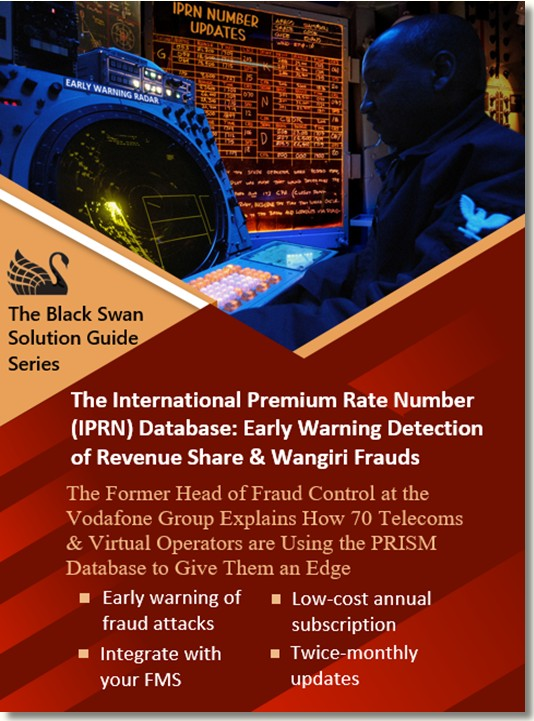 IPRN NUMBER
UPDATES
EARLY WARNING RADAR
The Black Swan
Solution Guide
Series
The International Premium Rate Number
(IPRN) Database: Early Warning Detection
of Revenue Share & Wangiri Frauds
The Former Head of Fraud Control at the
Vodafone Group Explains How 70 Telecoms
& Virtual Operators are Using the PRISM
Database to Give Them an Edge
Early warning of
fraud attacks
Low-cost annual
subscription
Integrate with
your FMS
Twice-monthly
updates